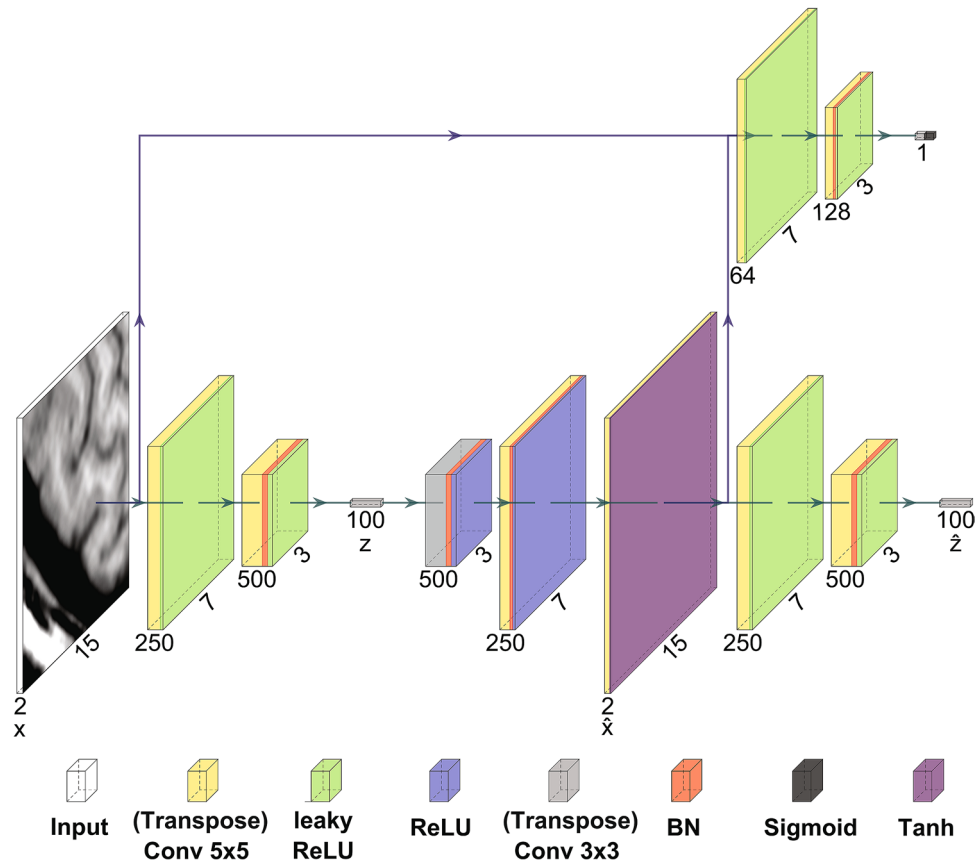 1
3
128
7
64
100
z
100
ẑ
3
500
7
250
3
500
7
250
15
2
x
3
500
7
250
15
2
x̂
Input
(Transpose)
Conv 5x5
leaky
ReLU
ReLU
(Transpose)
Conv 3x3
BN
Sigmoid
Tanh